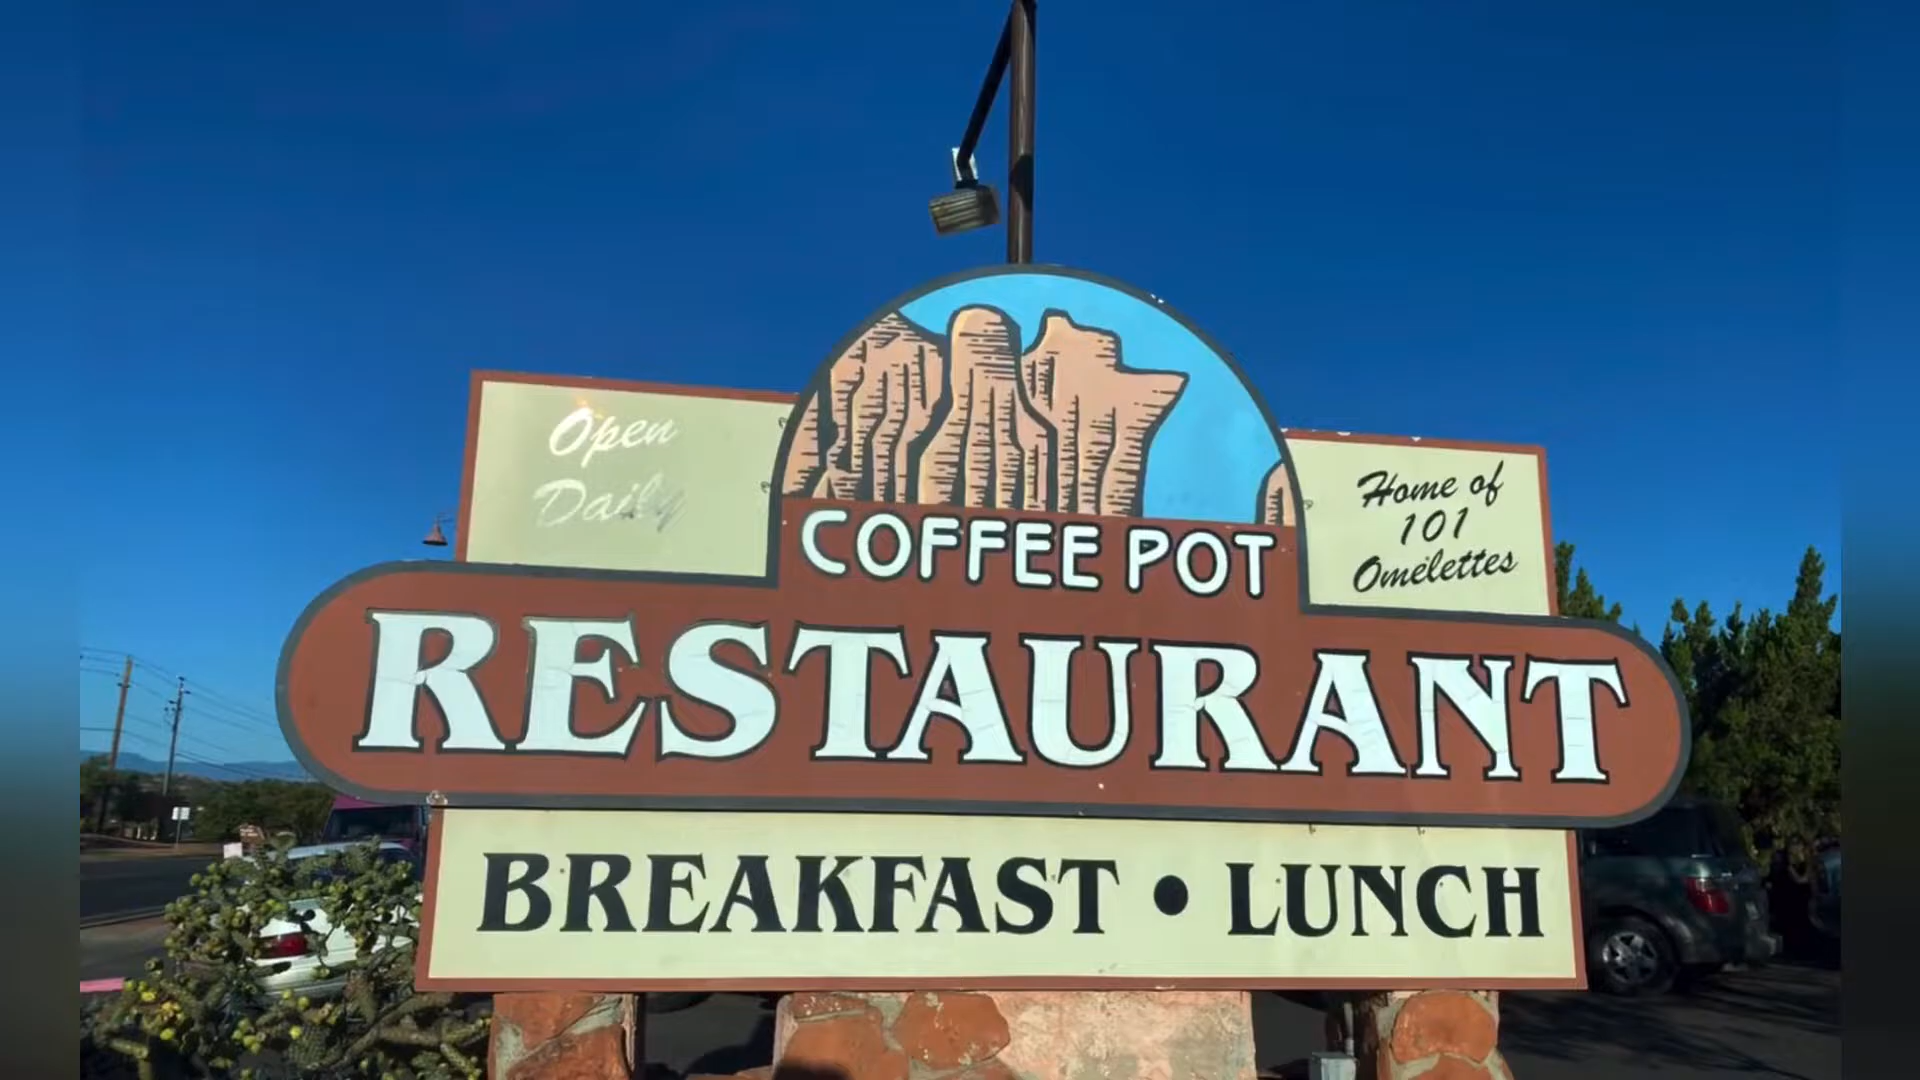 Open
Daily
COFFEE POT
Home of
101
Omelettes
RESTAURANT
BREAKFAST • LUNCH